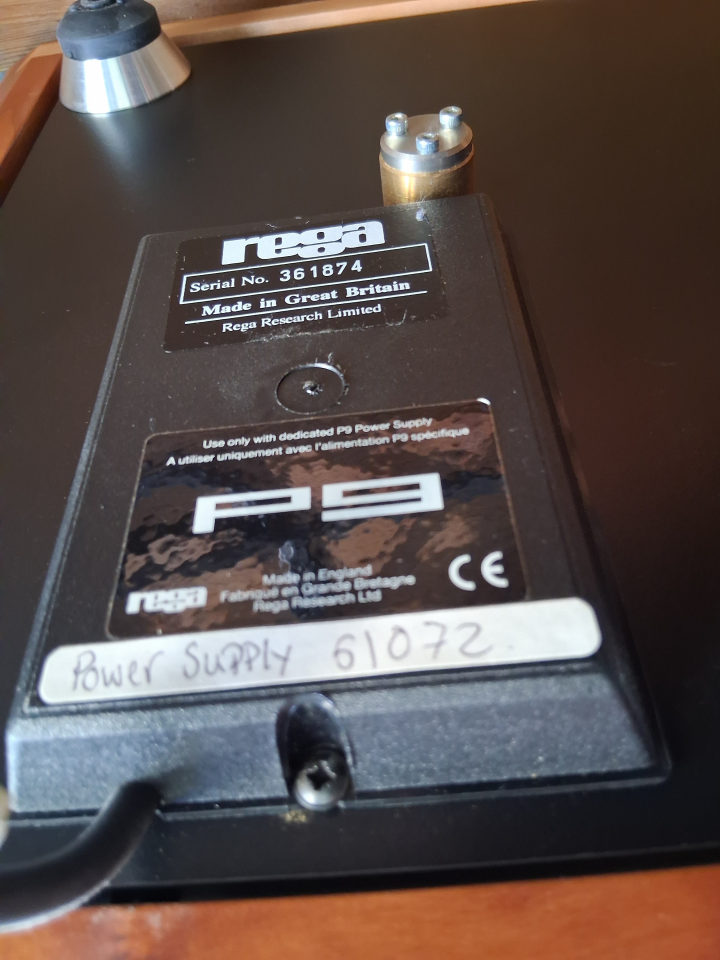 rega
Serial No. 361874
Made in Great Britain
Rega Research Limited
Use only with dedicated P9 Power Supply
A utiliser uniquement avec l'alimentation P9 spécifique
P9
Made in England
rega Fabriqué en Grande Bretagne CE
Rega Research Ltd
Power Supply 61072